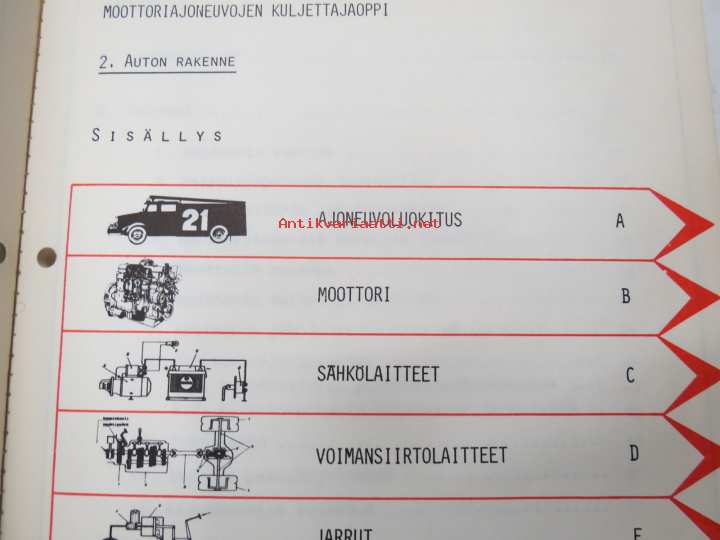 MOOTTORIAJONEUVOJEN KULJETTAJAOPPI
2. AUTON RAKENNE
SISÄLLYS
21
AJONEUVOLUOKITUS A
Antikvariaatti.net
MOOTTORI B
SÄHKÖLAITTEET C
VOIMANSIIRTOLAITTEET D
JARRUT E